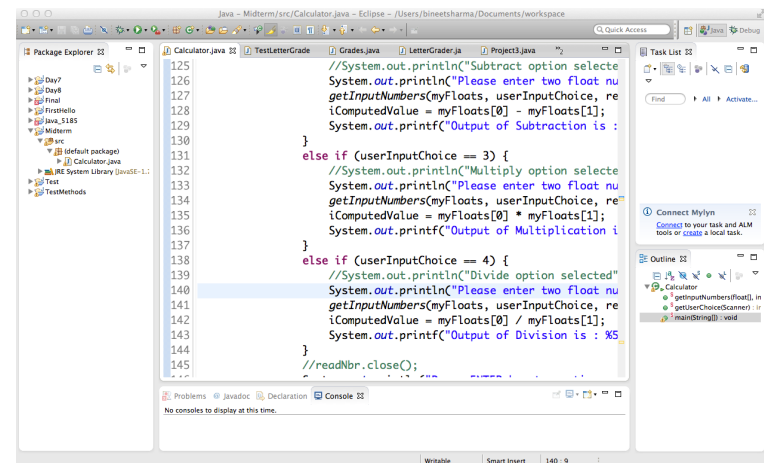 Java - Midterm/src/Calculator.java - Eclipse - /Users/bineetsharma/Documents/workspace
Quick Access
Java
Debug
Package Explorer
Day7
Day8
Final
FirstHello
Java_5185
Midterm
src
(default package)
Calculator.java
JRE System Library [JavaSE-1.
Test
TestMethods
Calculator.java
TestLetterGrade
Grades.java
LetterGrader.ja
Project3.java
»2
125 //System.out.println("Subtract option selecte
126 System.out.println("Please enter two float nu
127 getInputNumbers(myFloats, userInputChoice, re
128 iComputedValue = myFloats[0] - myFloats[1];
129 System.out.printf("Output of Subtraction is :
130 }
131 else if (userInputChoice == 3) {
132 //System.out.println("Multiply option selecte
133 System.out.println("Please enter two float nu
134 getInputNumbers(myFloats, userInputChoice, re
135 iComputedValue = myFloats[0] * myFloats[1];
136 System.out.printf("Output of Multiplication i
137 }
138 else if (userInputChoice == 4) {
139 //System.out.println("Divide option selected"
140 System.out.println("Please enter two float nu
141 getInputNumbers(myFloats, userInputChoice, re
142 iComputedValue = myFloats[0] / myFloats[1];
143 System.out.printf("Output of Division is : %5
144 }
145 //readNbr.close();
Task List
Find
All
Activate...
Connect Mylyn
Connect to your task and ALM
tools or create a local task.
Outline
Calculator
getInputNumbers(float[], in
getUserChoice(Scanner) : in
main(String[]) : void
Problems
Javadoc
Declaration
Console
No consoles to display at this time.
Writable
Smart Insert
140 : 9